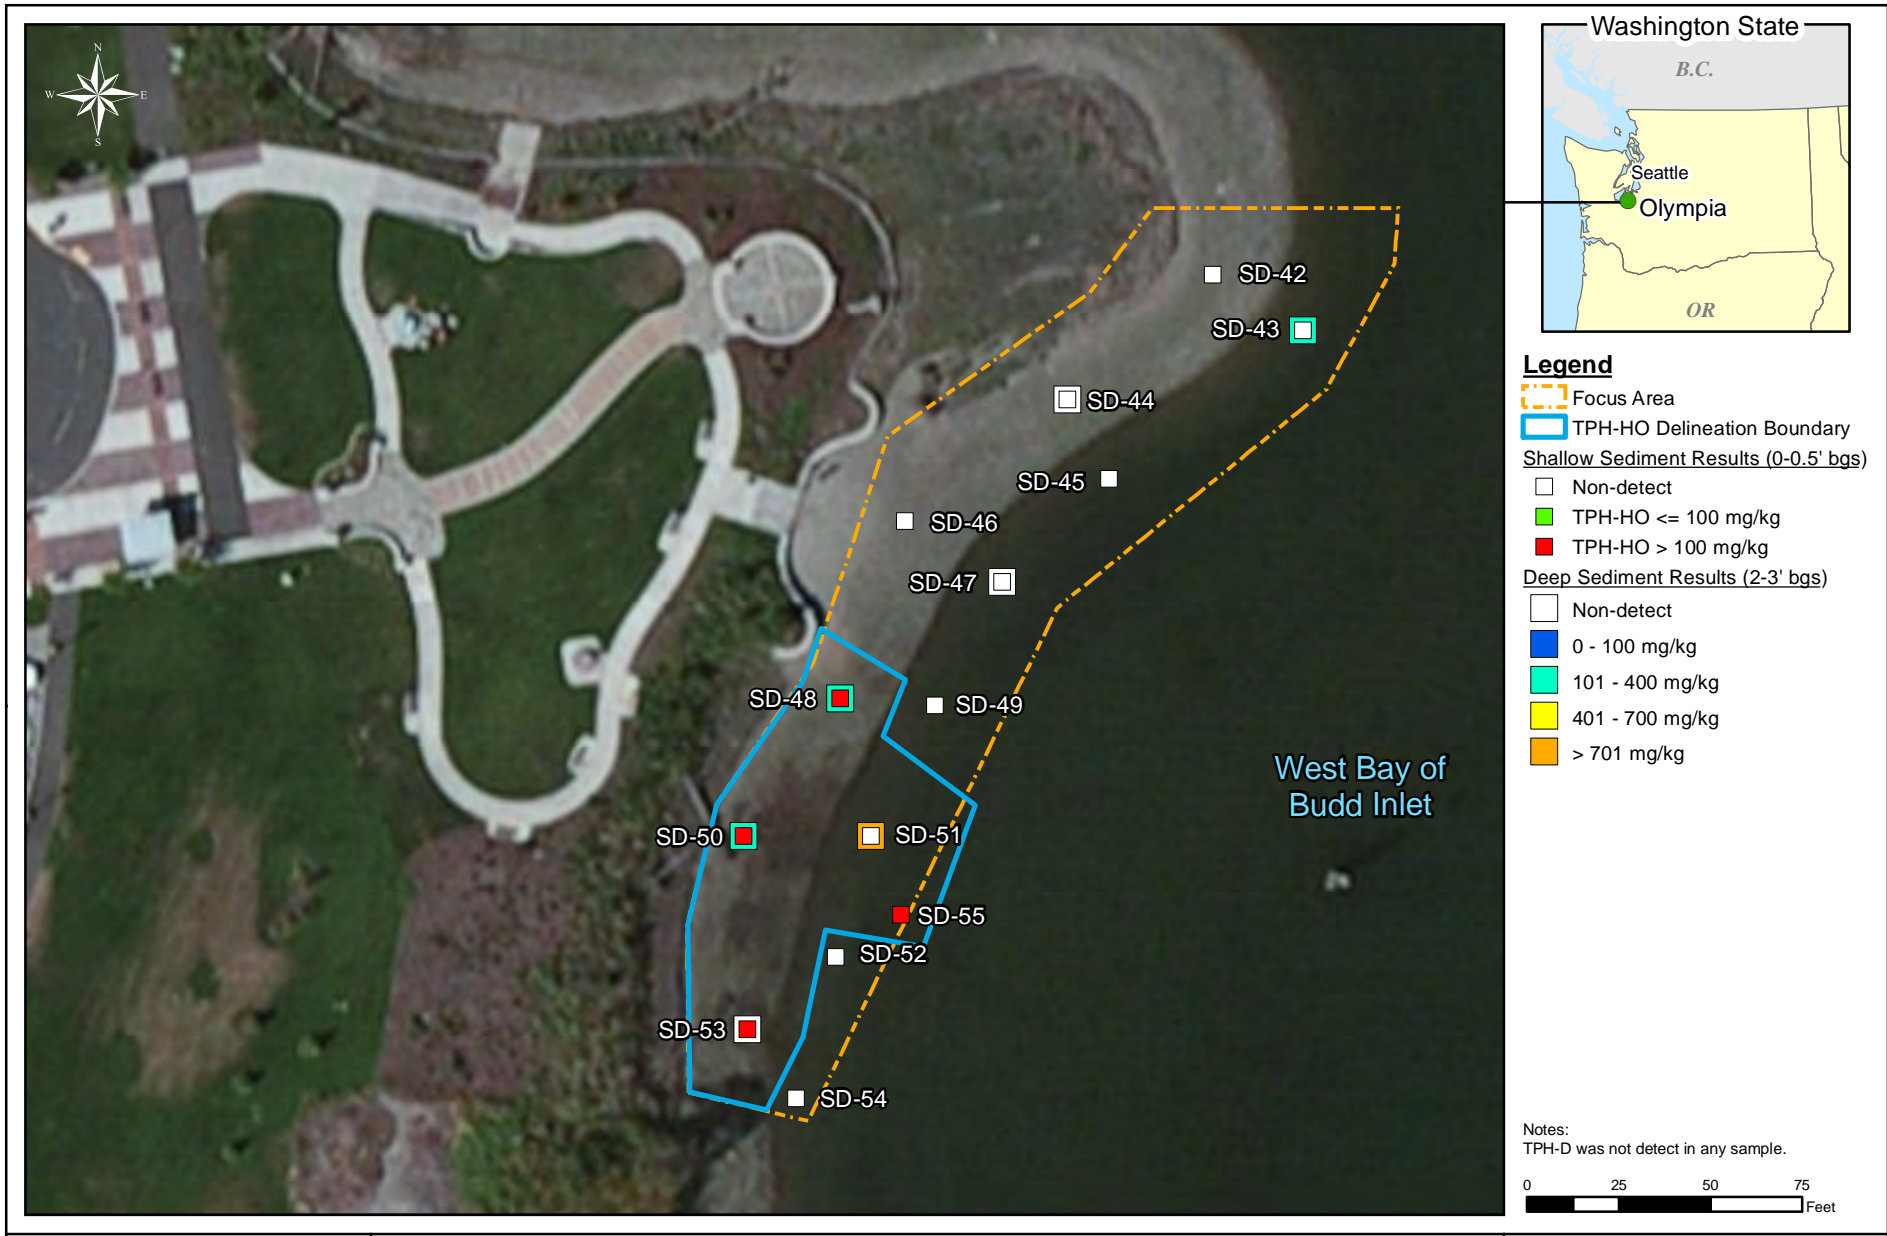 N
W
E
S
SD-42
SD-43
SD-44
SD-45
SD-46
SD-47
SD-48
SD-49
SD-50
SD-51
SD-55
SD-52
SD-53
SD-54
West Bay of
Budd Inlet
Washington State
B.C.
Seattle
Olympia
OR
Legend
Focus Area
TPH-HO Delineation Boundary
Shallow Sediment Results (0-0.5' bgs)
Non-detect
TPH-HO <= 100 mg/kg
TPH-HO > 100 mg/kg
Deep Sediment Results (2-3' bgs)
Non-detect
0 - 100 mg/kg
101 - 400 mg/kg
401 - 700 mg/kg
> 701 mg/kg
Notes:
TPH-D was not detect in any sample.
0 25 50 75
Feet